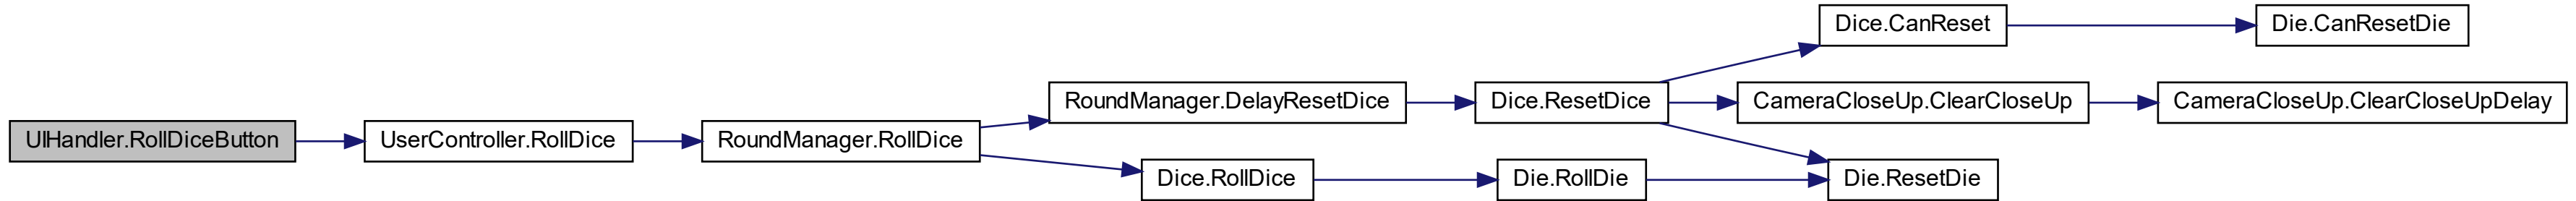 UIHandler.RollDiceButton
UserController.RollDice
RoundManager.RollDice
RoundManager.DelayResetDice
Dice.ResetDice
Dice.CanReset
Die.CanResetDie
CameraCloseUp.ClearCloseUp
CameraCloseUp.ClearCloseUpDelay
Dice.RollDice
Die.RollDie
Die.ResetDie